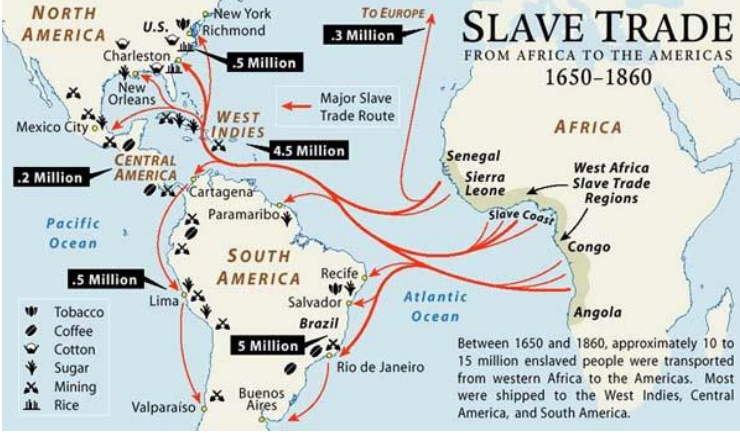 SLAVE TRADE
FROM AFRICA TO THE AMERICAS
1650–1860
NORTH
AMERICA
U.S.
New York
Richmond
Charleston
.5 Million
New
Orleans
TO EUROPE
.3 Million
Major Slave
Trade Route
Mexico City
WEST
INDIES
4.5 Million
CENTRAL
AMERICA
.2 Million
Cartagena
Paramaribo
Pacific
Ocean
SOUTH
AMERICA
.5 Million
Lima
Recife
Salvador
Brazil
5 Million
Rio de Janeiro
Atlantic
Ocean
Buenos
Aires
Valparaíso
AFRICA
Senegal
Sierra
Leone
West Africa
Slave Trade
Regions
Slave Coast
Congo
Angola
Tobacco
Coffee
Cotton
Sugar
Mining
Rice
Between 1650 and 1860, approximately 10 to
15 million enslaved people were transported
from western Africa to the Americas. Most
were shipped to the West Indies, Central
America, and South America.